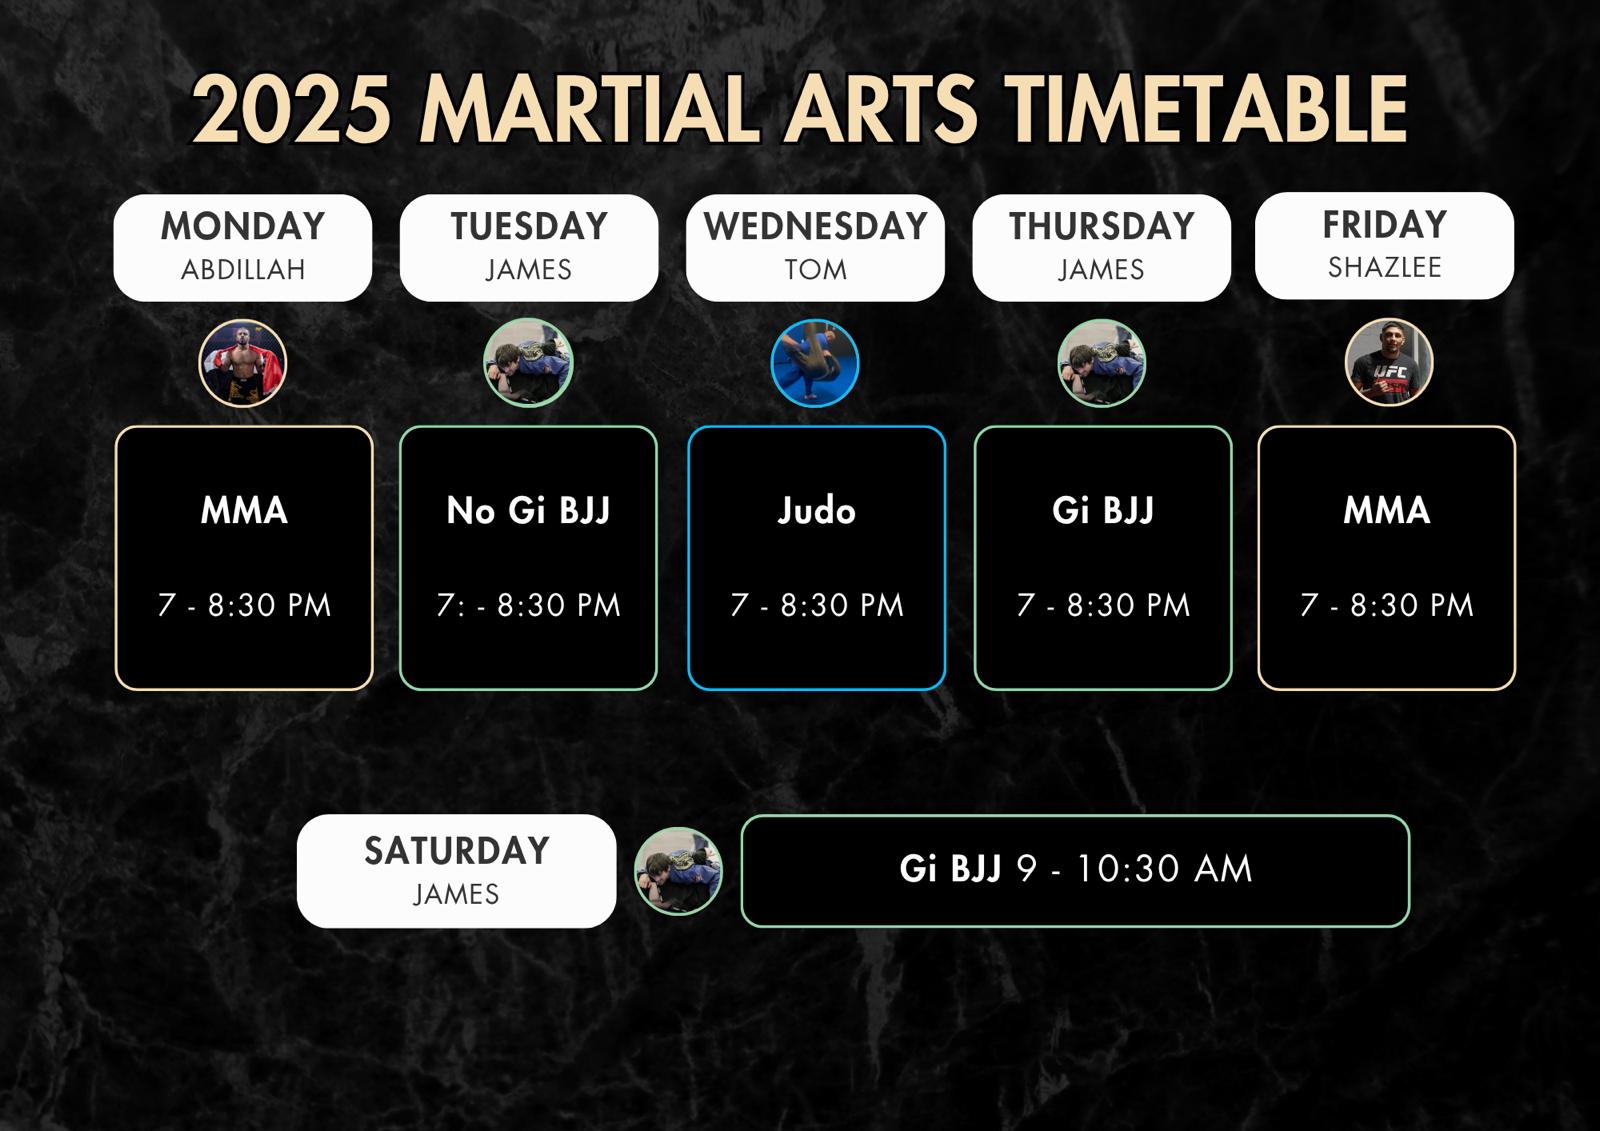 2025 MARTIAL ARTS TIMETABLE
MONDAY
ABDILLAH
TUESDAY
JAMES
WEDNESDAY
TOM
THURSDAY
JAMES
FRIDAY
SHAZLEE
UFC
MMA
7 - 8:30 PM
No Gi BJJ
7: - 8:30 PM
Judo
7 - 8:30 PM
Gi BJJ
7 - 8:30 PM
MMA
7 - 8:30 PM
SATURDAY
JAMES
Gi BJJ 9 - 10:30 AM